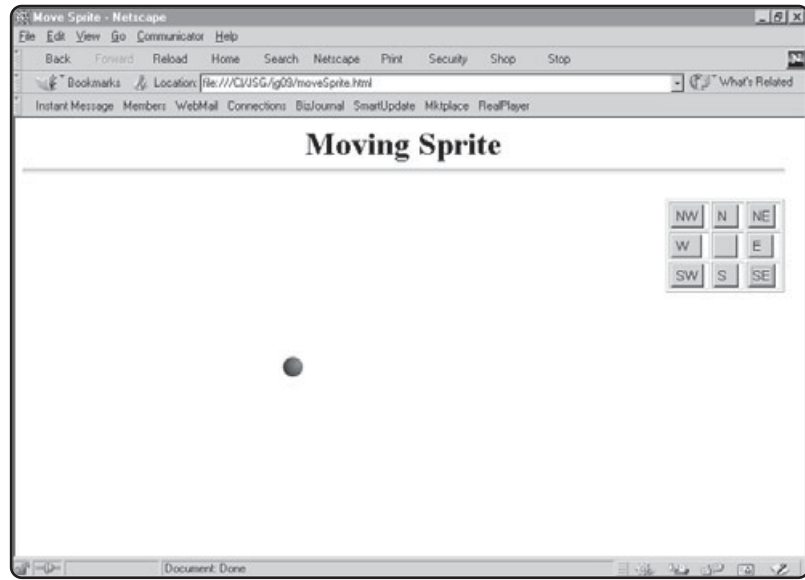 Move Sprite - Netscape
File Edit View Go Communicator Help
Back Forward Reload Home Search Netscape Print Security Shop Stop
Bookmarks Location: file:///C|/JSG/jg09/moveSprite.html What's Related
Instant Message Members WebMail Connections BizJournal SmartUpdate Mktplace RealPlayer
Moving Sprite
NW N NE
W E
SW S SE
Document: Done